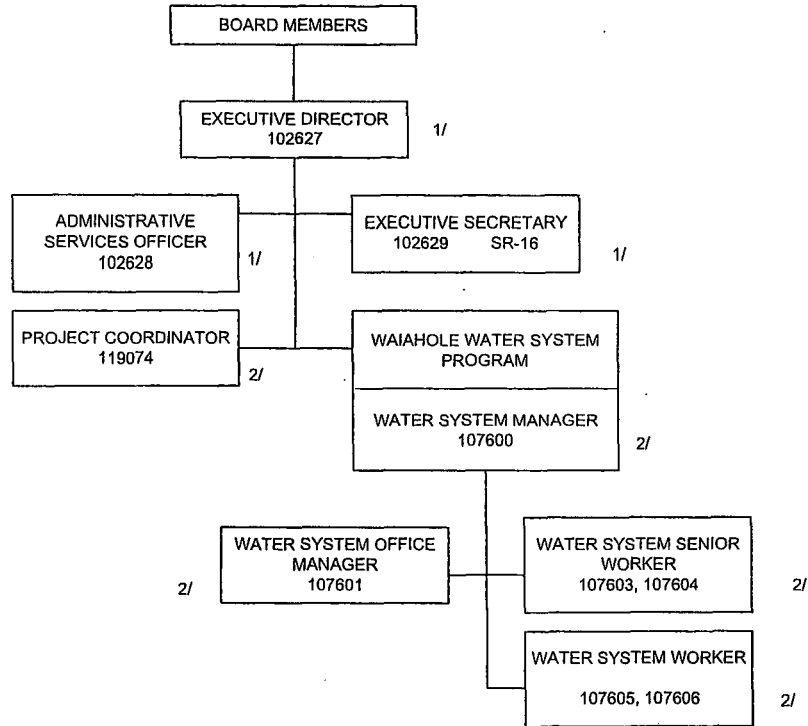 BOARD MEMBERS
EXECUTIVE DIRECTOR
102627
1/
ADMINISTRATIVE
SERVICES OFFICER
102628
1/
EXECUTIVE SECRETARY
102629 SR-16
1/
PROJECT COORDINATOR
119074
2/
WAIAHOLE WATER SYSTEM
PROGRAM
WATER SYSTEM MANAGER
107600
2/
WATER SYSTEM OFFICE
MANAGER
107601
2/
WATER SYSTEM SENIOR
WORKER
107603, 107604
2/
WATER SYSTEM WORKER
107605, 107606
2/